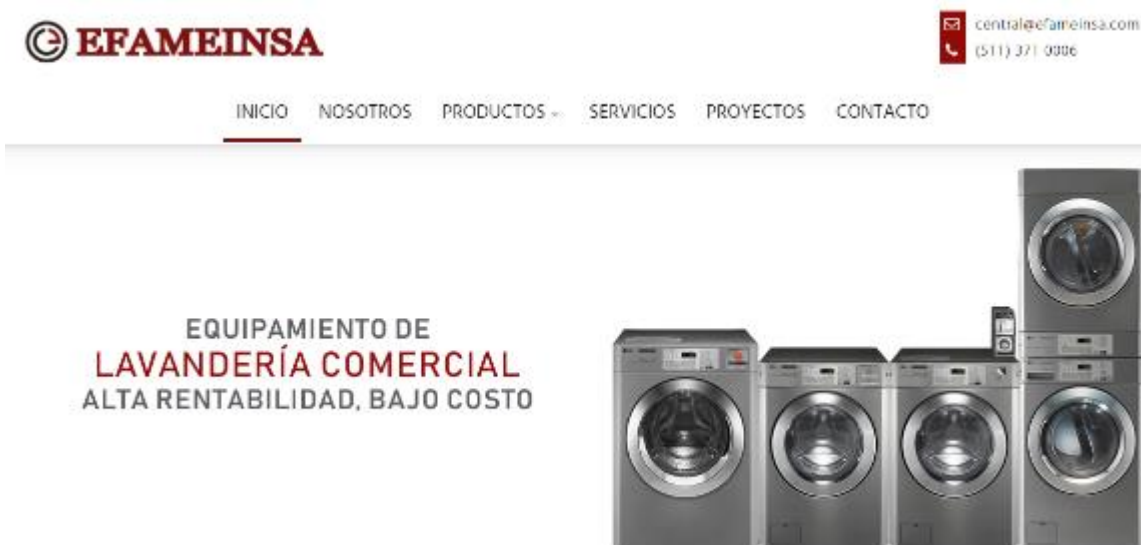 EFAMEINSA
central@efameinsa.com
(511) 371 0006
INICIO NOSOTROS PRODUCTOS SERVICIOS PROYECTOS CONTACTO
EQUIPAMIENTO DE
LAVANDERÍA COMERCIAL
ALTA RENTABILIDAD, BAJO COSTO